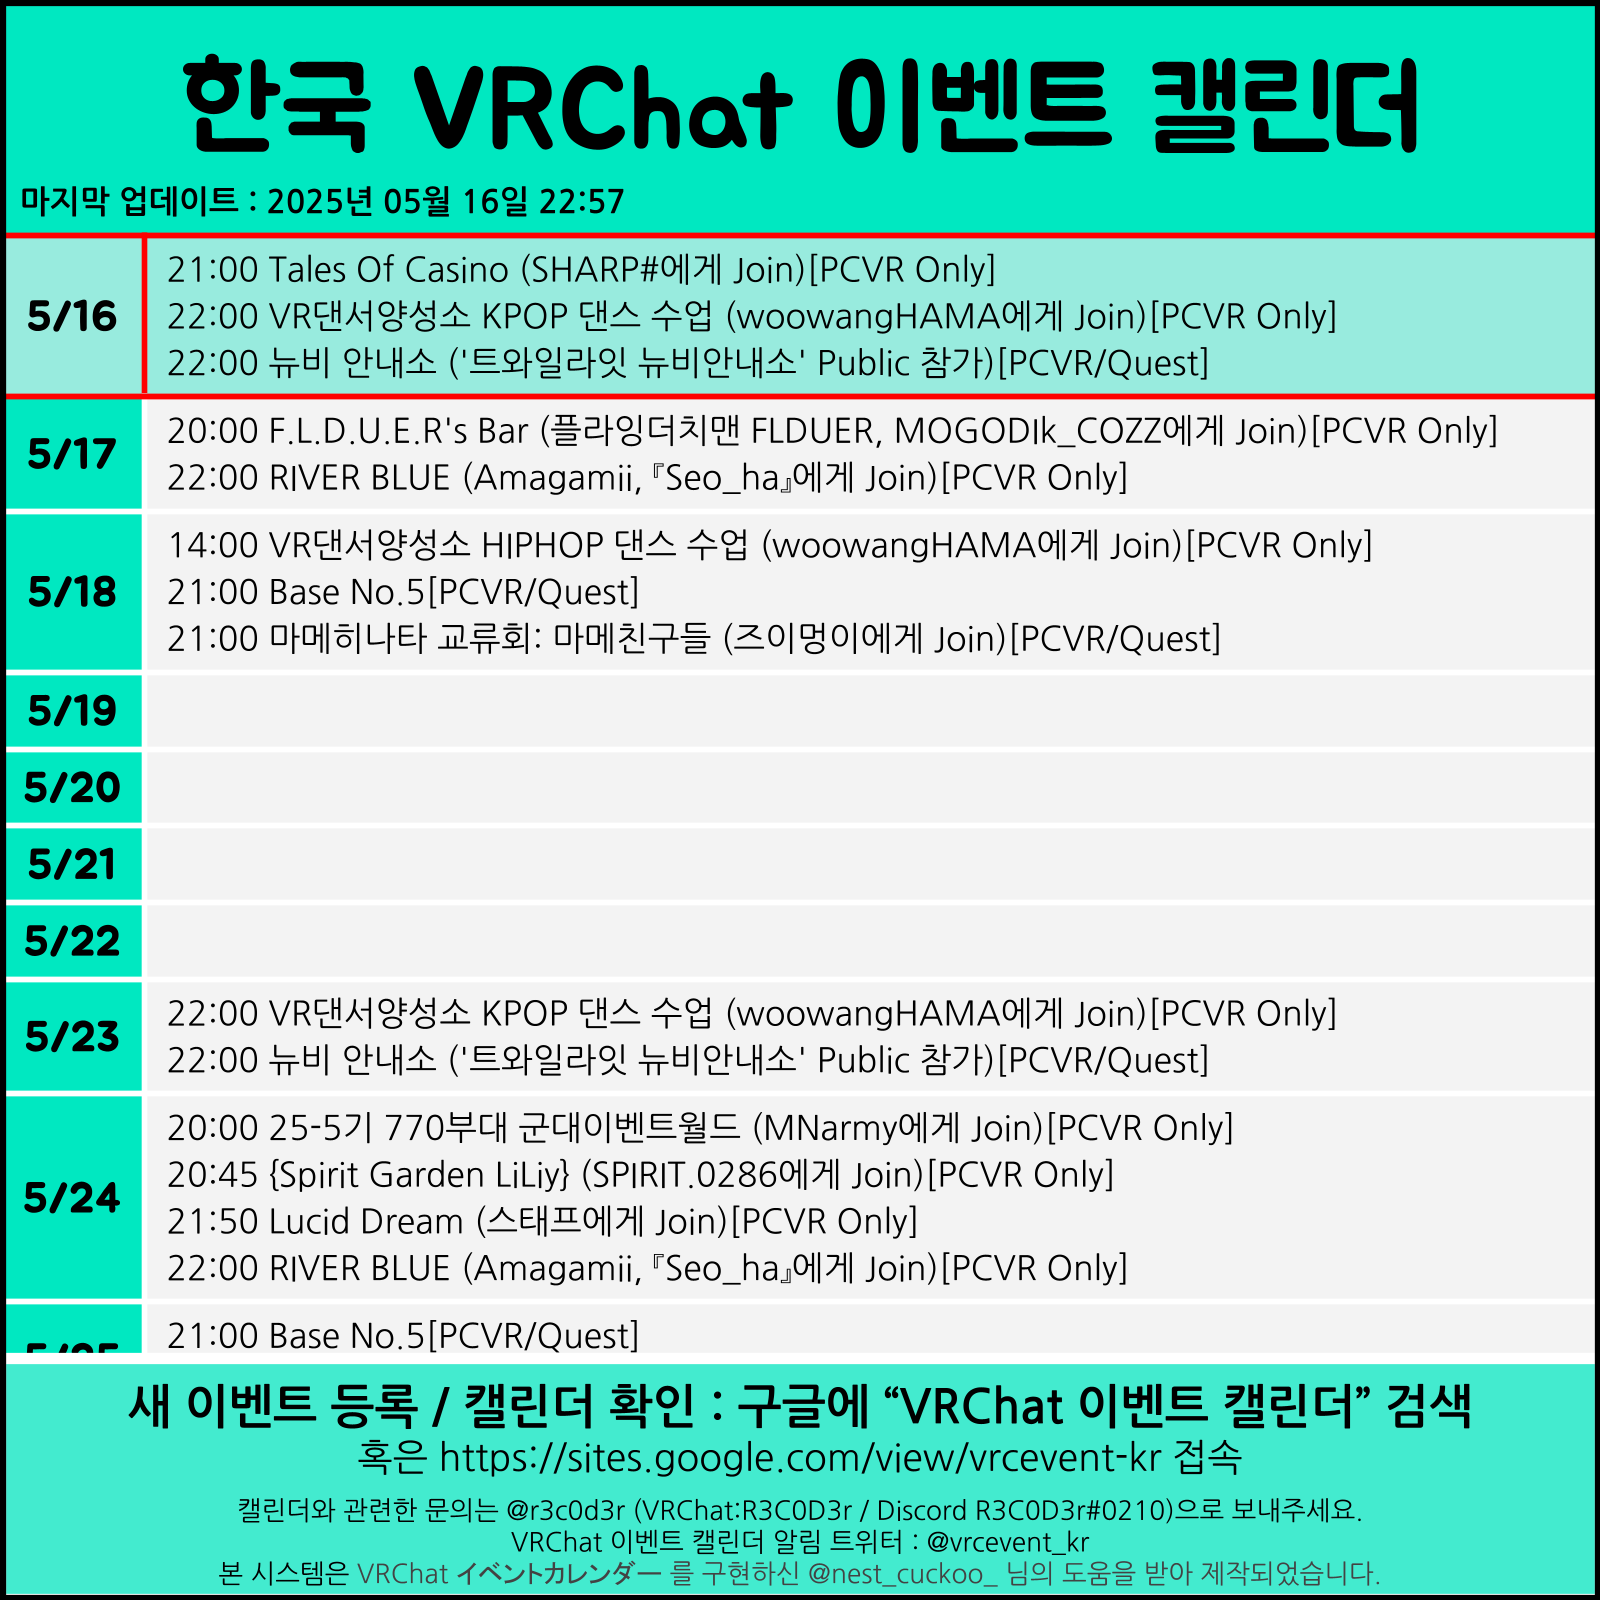 한국 VRChat 이벤트 캘린더
마지막 업데이트 : 2025년 05월 16일 22:57
5/16
21:00 Tales Of Casino (SHARP#에게 Join)[PCVR Only]
22:00 VR댄서양성소 KPOP 댄스 수업 (woowangHAMA에게 Join)[PCVR Only]
22:00 뉴비 안내소 ('트와일라잇 뉴비안내소' Public 참가)[PCVR/Quest]
5/17
20:00 F.L.D.U.E.R's Bar (플라잉더치맨 FLDUER, MOGODIk_COZZ에게 Join)[PCVR Only]
22:00 RIVER BLUE (Amagamii,『Seo_ha』에게 Join)[PCVR Only]
5/18
14:00 VR댄서양성소 HIPHOP 댄스 수업 (woowangHAMA에게 Join)[PCVR Only]
21:00 Base No.5[PCVR/Quest]
21:00 마메히나타 교류회: 마메친구들 (즈이멍이에게 Join)[PCVR/Quest]
5/19
5/20
5/21
5/22
5/23
22:00 VR댄서양성소 KPOP 댄스 수업 (woowangHAMA에게 Join)[PCVR Only]
22:00 뉴비 안내소 ('트와일라잇 뉴비안내소' Public 참가)[PCVR/Quest]
5/24
20:00 25-5기 770부대 군대이벤트월드 (MNarmy에게 Join)[PCVR Only]
20:45 {Spirit Garden LiLiy} (SPIRIT.0286에게 Join)[PCVR Only]
21:50 Lucid Dream (스태프에게 Join)[PCVR Only]
22:00 RIVER BLUE (Amagamii,『Seo_ha』에게 Join)[PCVR Only]
5/25
21:00 Base No.5[PCVR/Quest]
새 이벤트 등록 / 캘린더 확인 : 구글에 “VRChat 이벤트 캘린더” 검색
혹은 https://sites.google.com/view/vrcevent-kr 접속
캘린더와 관련한 문의는 @r3c0d3r (VRChat:R3C0D3r / Discord R3C0D3r#0210)으로 보내주세요.
VRChat 이벤트 캘린더 알림 트위터 : @vrcevent_kr
본 시스템은 VRChat イベントカレンダー 를 구현하신 @nest_cuckoo_ 님의 도움을 받아 제작되었습니다.